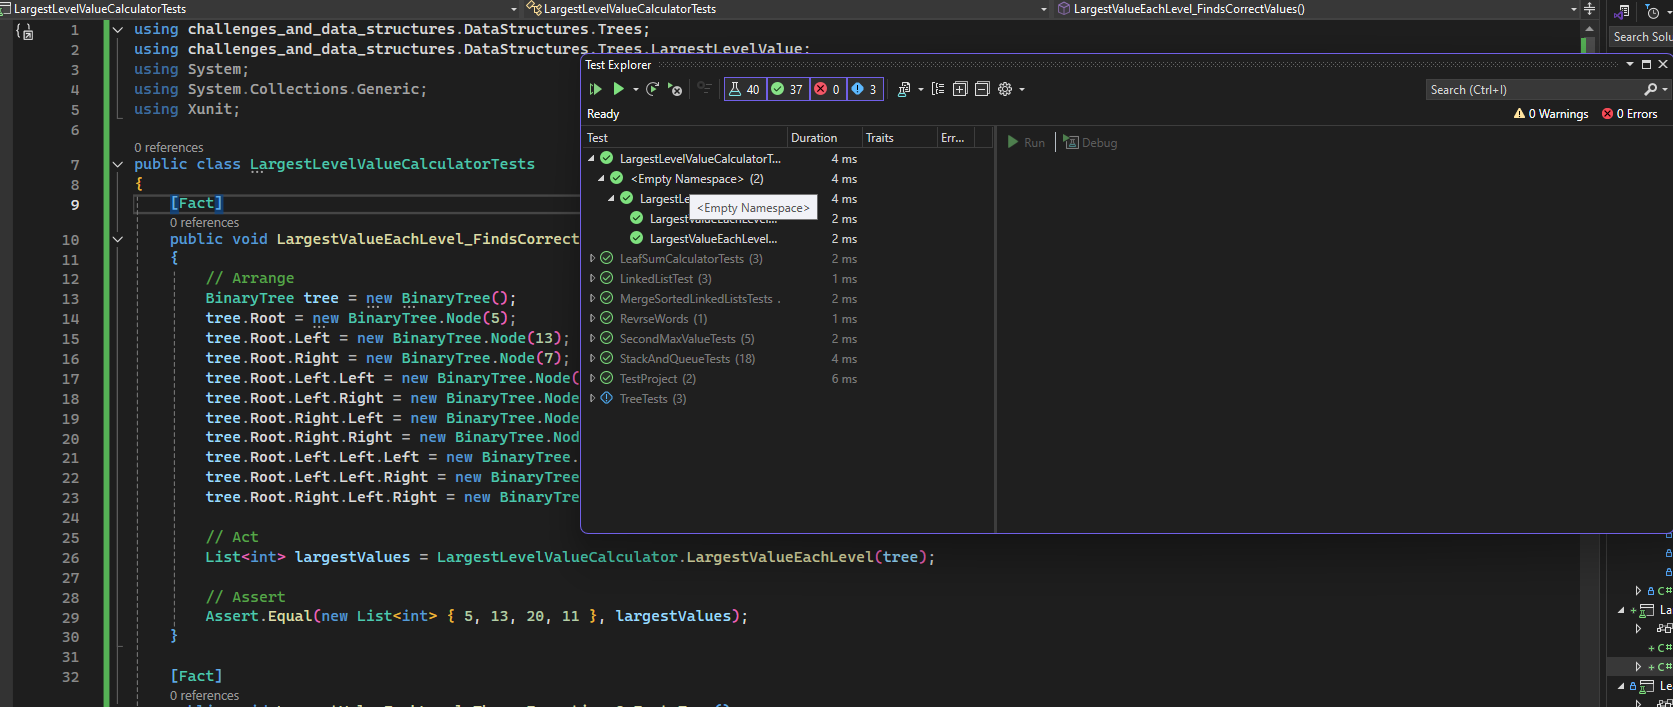 LargestLevelValueCalculatorTests LargestLevelValueCalculatorTests LargestValueEachLevel_FindsCorrectValues()
Search Solu
1 using challenges_and_data_structures.DataStructures.Trees;
2 using challenges_and_data_structures.DataStructures.Trees.LargestLevelValue;
3 using System;
4 using System.Collections.Generic;
5 using Xunit;
6
0 references
7 public class LargestLevelValueCalculatorTests
8 {
9 [Fact]
0 references
10 public void LargestValueEachLevel_FindsCorrect
11 {
12 // Arrange
13 BinaryTree tree = new BinaryTree();
14 tree.Root = new BinaryTree.Node(5);
15 tree.Root.Left = new BinaryTree.Node(13);
16 tree.Root.Right = new BinaryTree.Node(7);
17 tree.Root.Left.Left = new BinaryTree.Node(
18 tree.Root.Left.Right = new BinaryTree.Node
19 tree.Root.Right.Left = new BinaryTree.Node
20 tree.Root.Right.Right = new BinaryTree.Nod
21 tree.Root.Left.Left.Left = new BinaryTree.
22 tree.Root.Left.Left.Right = new BinaryTree
23 tree.Root.Right.Left.Right = new BinaryTre
24
25 // Act
26 List<int> largestValues = LargestLevelValueCalculator.LargestValueEachLevel(tree);
27
28 // Assert
29 Assert.Equal(new List<int> { 5, 13, 20, 11 }, largestValues);
30 }
31
32 [Fact]
0 references
Test Explorer
40 37 0 3
Search (Ctrl+I)
Ready
0 Warnings 0 Errors
Test Duration Traits Err...
Run Debug
LargestLevelValueCalculatorT... 4 ms
<Empty Namespace> (2) 4 ms
LargestLe 4 ms
<Empty Namespace>
LargestValueEachLevel... 2 ms
LargestValueEachLevel... 2 ms
LeafSumCalculatorTests (3) 2 ms
LinkedListTest (3) 1 ms
MergeSortedLinkedListsTests . 2 ms
RevrseWords (1) 1 ms
SecondMaxValueTests (5) 2 ms
StackAndQueueTests (18) 4 ms
TestProject (2) 6 ms
TreeTests (3)
C#
La
C#
C#
Le